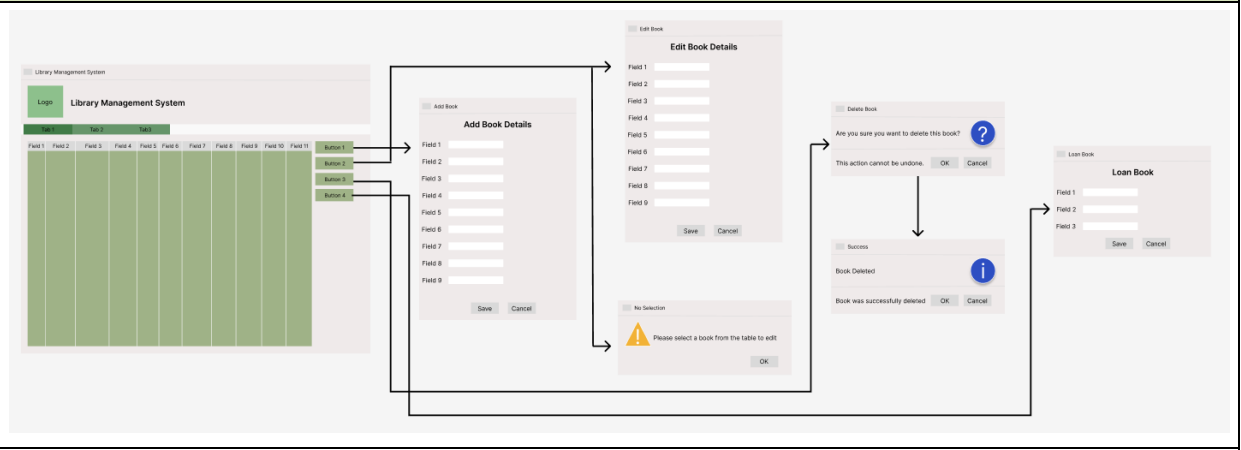 Library Management System
Logo
Library Management System
Tab 1 Tab 2 Tab3
Field 1 Field 2 Field 3 Field 4 Field 5 Field 6 Field 7 Field 8 Field 9 Field 10 Field 11
Button 1
Button 2
Button 3
Button 4
Add Book
Add Book Details
Field 1
Field 2
Field 3
Field 4
Field 5
Field 6
Field 7
Field 8
Field 9
Save Cancel
Edit Book
Edit Book Details
Field 1
Field 2
Field 3
Field 4
Field 5
Field 6
Field 7
Field 8
Field 9
Save Cancel
No Selection
Please select a book from the table to edit
OK
Delete Book
Are you sure you want to delete this book?
?
This action cannot be undone. OK Cancel
Success
Book Deleted
i
Book was successfully deleted OK Cancel
Loan Book
Loan Book
Field 1
Field 2
Field 3
Save Cancel